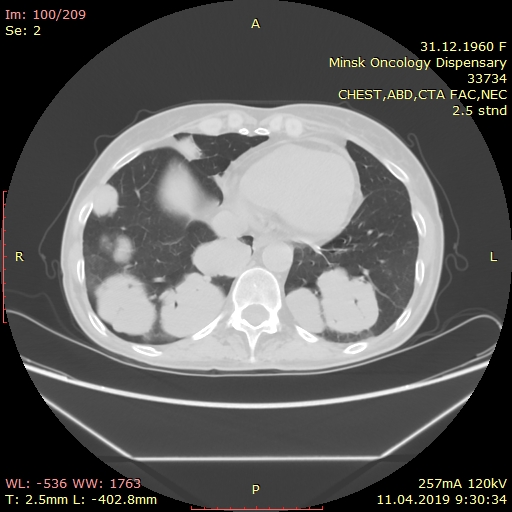 Im: 100/209
Se: 2
A
31.12.1960 F
Minsk Oncology Dispensary
33734
CHEST,ABD,CTA FAC,NEC
2.5 stnd
R
L
WL: -536 WW: 1763
T: 2.5mm L: -402.8mm
P
257mA 120kV
11.04.2019 9:30:34